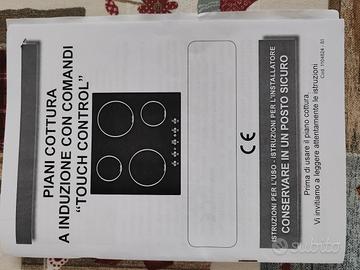 PIANI COTTURA
A INDUZIONE CON COMANDI
“TOUCH CONTROL”
CE
ISTRUZIONI PER L'USO - ISTRUZIONI PER L'INSTALLATORE
CONSERVARE IN UN POSTO SICURO
Prima di usare il piano cottura,
Vi invitiamo a leggere attentamente le istruzioni
subito